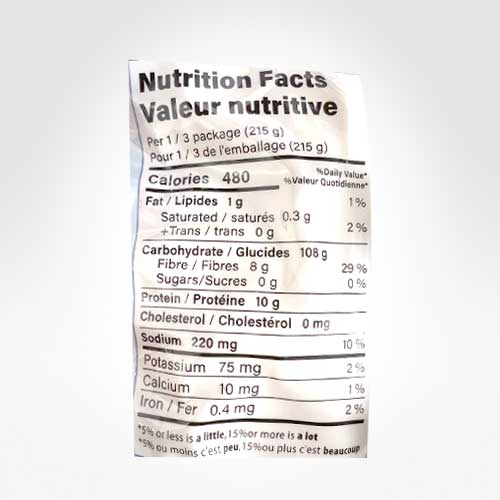 Nutrition Facts
Valeur nutritive
Per 1 / 3 package (215 g)
Pour 1 / 3 de l'emballage (215 g)
Calories 480 %Daily Value*
%Valeur Quotidienne*
Fat / Lipides 1 g 1 %
Saturated / saturés 0.3 g
+Trans / trans 0 g 2 %
Carbohydrate / Glucides 108 g
Fibre / Fibres 8 g 29 %
Sugars/Sucres 0 g 0 %
Protein / Protéine 10 g
Cholesterol / Cholestérol 0 mg
Sodium 220 mg 10 %
Potassium 75 mg 2 %
Calcium 10 mg 1 %
Iron / Fer 0.4 mg 2 %
*5% or less is a little,15%or more is a lot
*5% ou moins c'est peu,15%ou plus c'est beaucoup